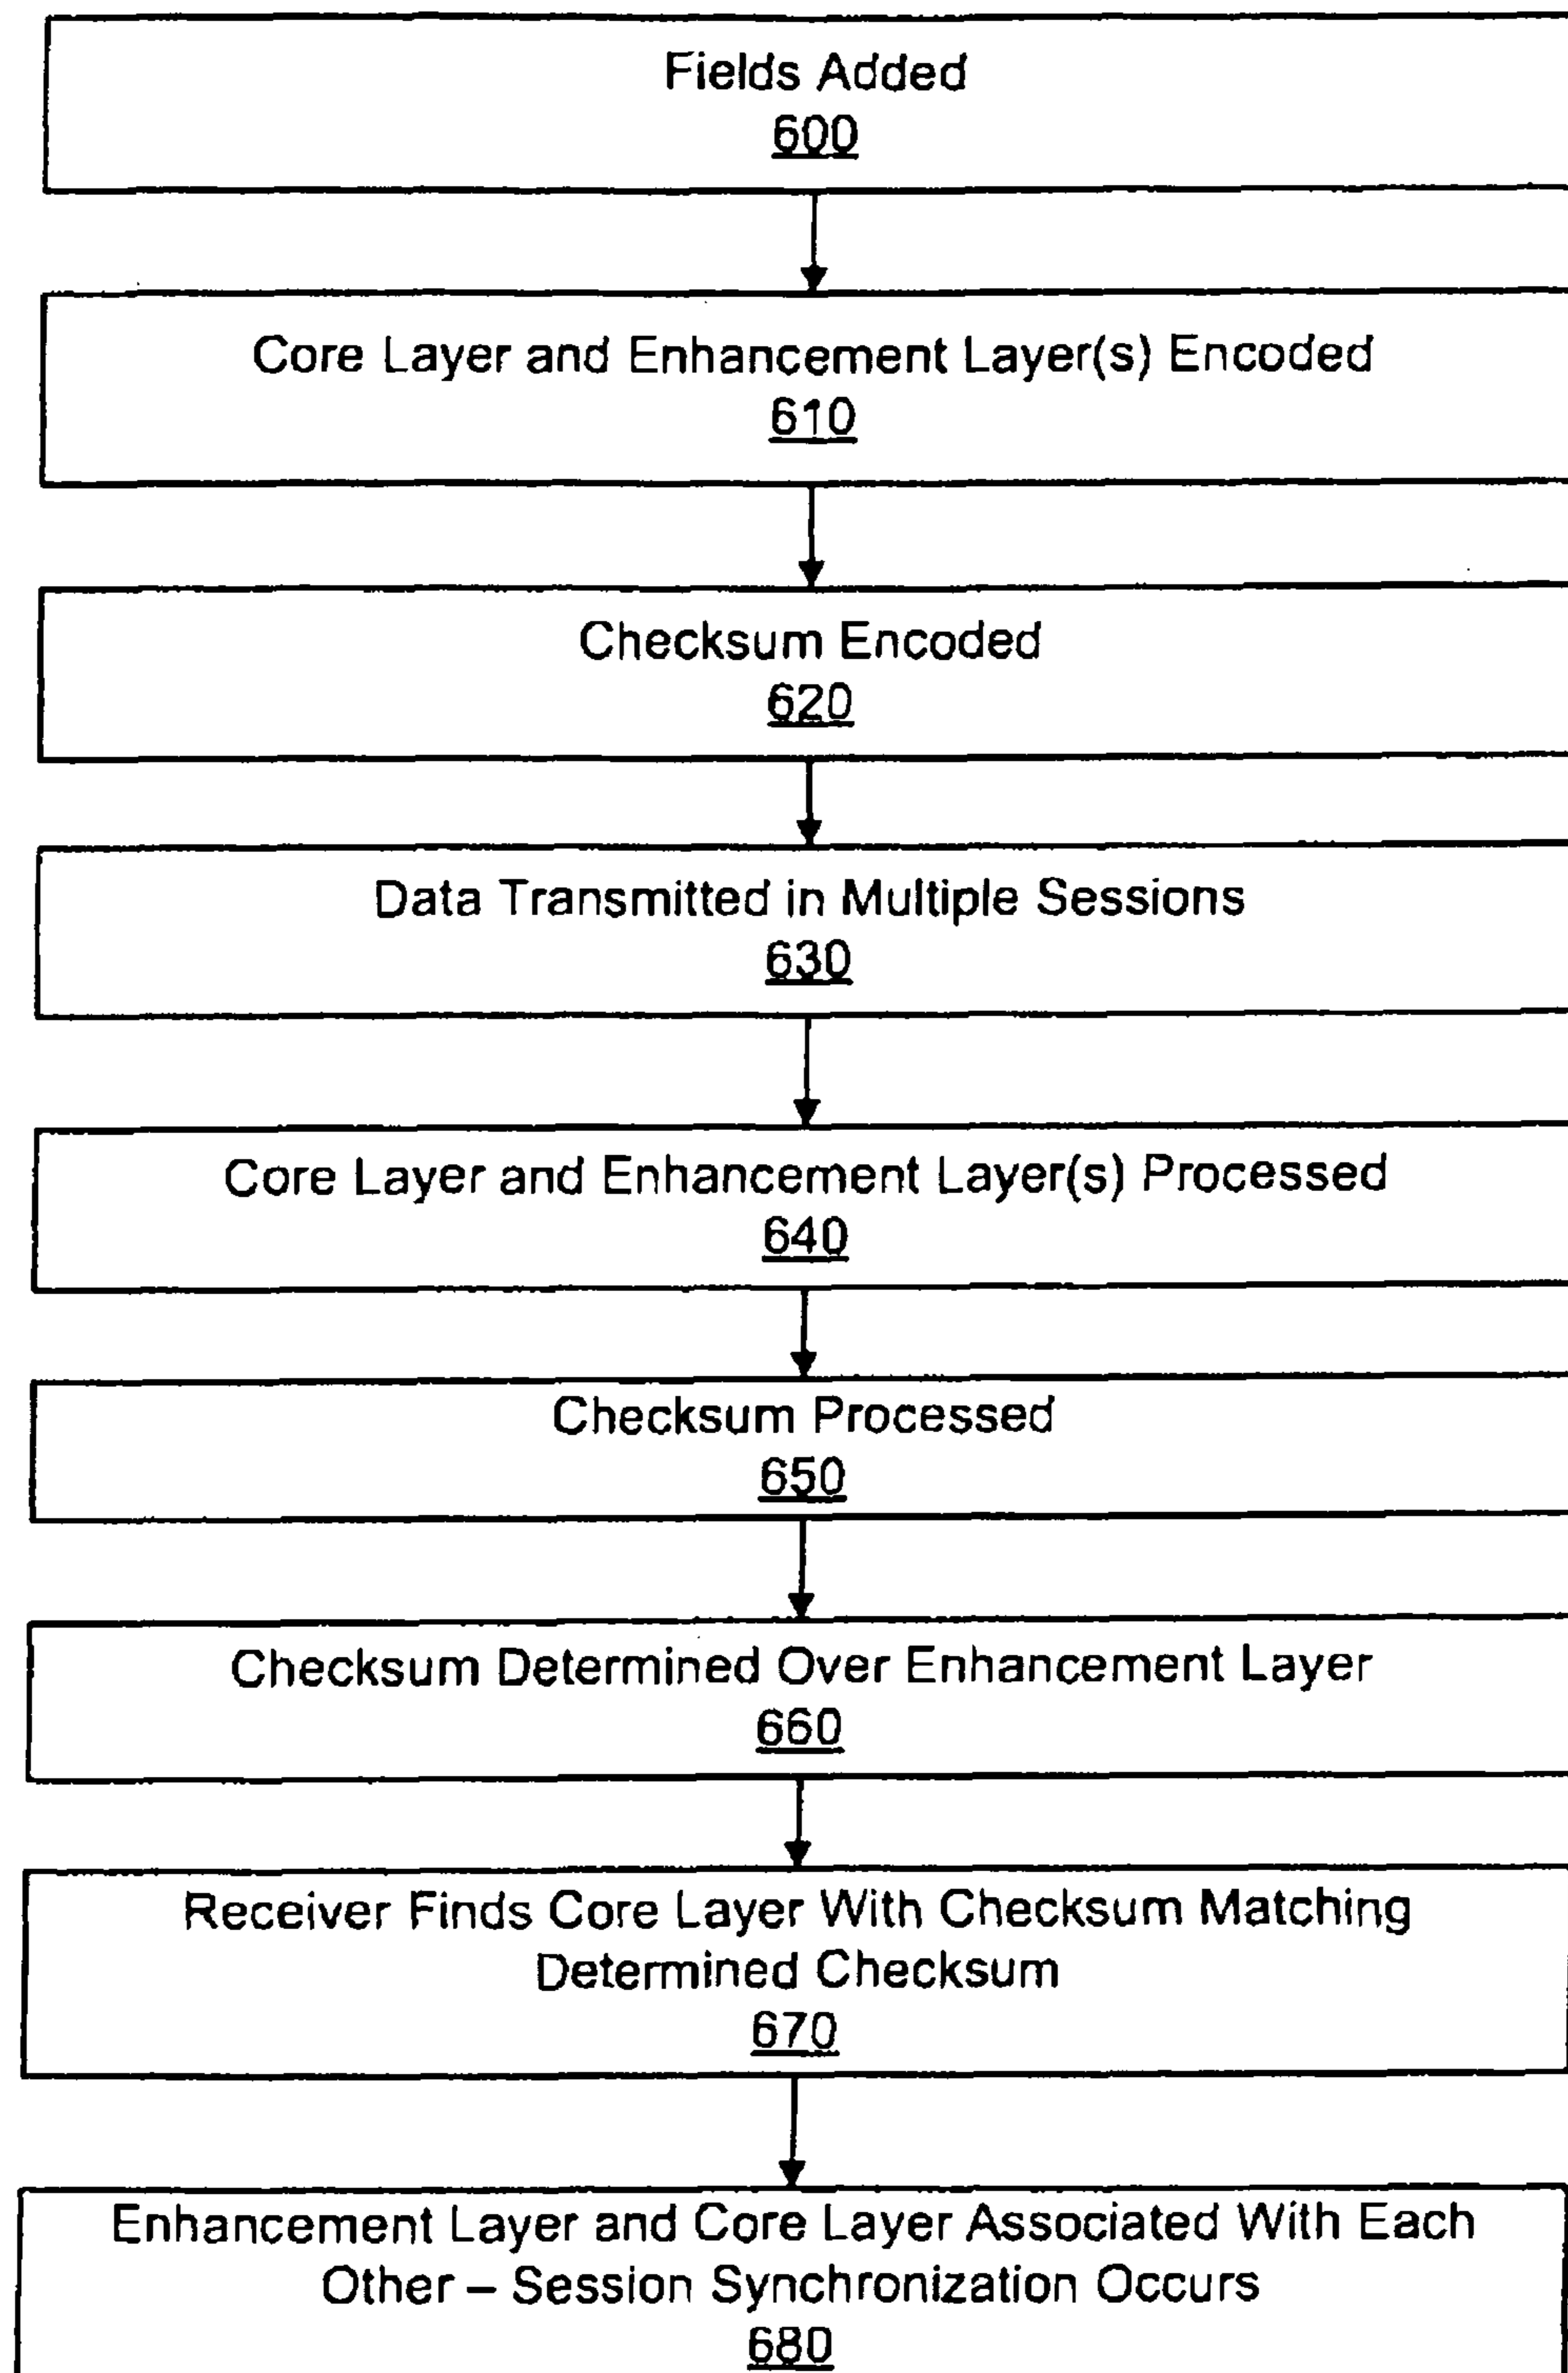 Fields Added
600
Core Layer and Enhancement Layer(s) Encoded
610
Checksum Encoded
620
Data Transmitted in Multiple Sessions
630
Core Layer and Enhancement Layer(s) Processed
640
Checksum Processed
650
Checksum Determined Over Enhancement Layer
660
Receiver Finds Core Layer With Checksum Matching
Determined Checksum
670
Enhancement Layer and Core Layer Associated With Each
Other – Session Synchronization Occurs
680